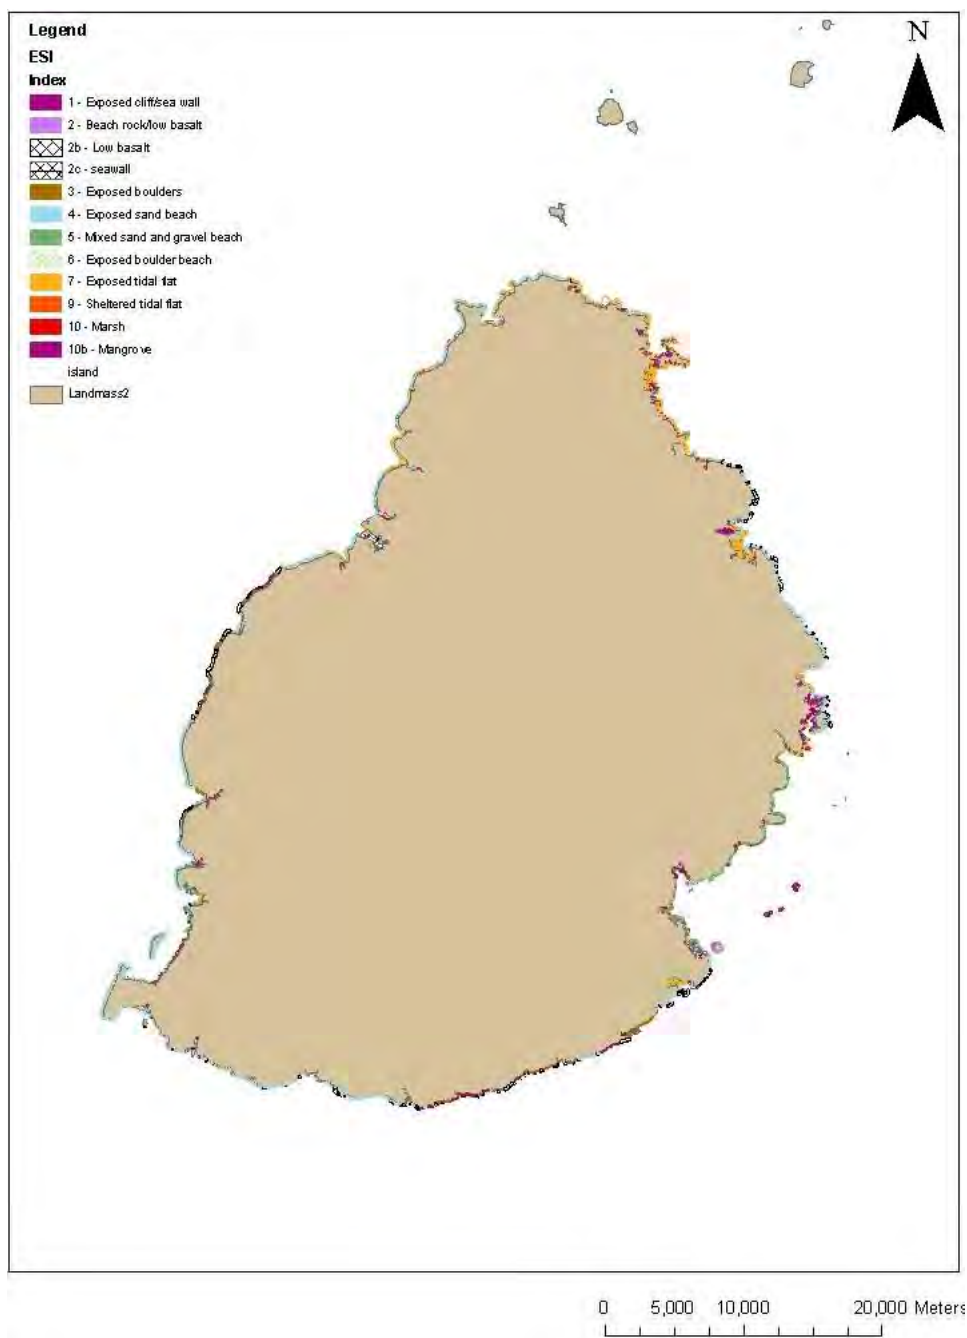 Legend
ESI
Index
1 - Exposed cliff/sea wall
2 - Beach rock/low basalt
2b - Low basalt
2c - seawall
3 - Exposed boulders
4 - Exposed sand beach
5 - Mixed sand and gravel beach
6 - Exposed boulder beach
7 - Exposed tidal flat
9 - Sheltered tidal flat
10 - Marsh
10b - Mangrove
island
Landmass2
N
0 5,000 10,000 20,000 Meters